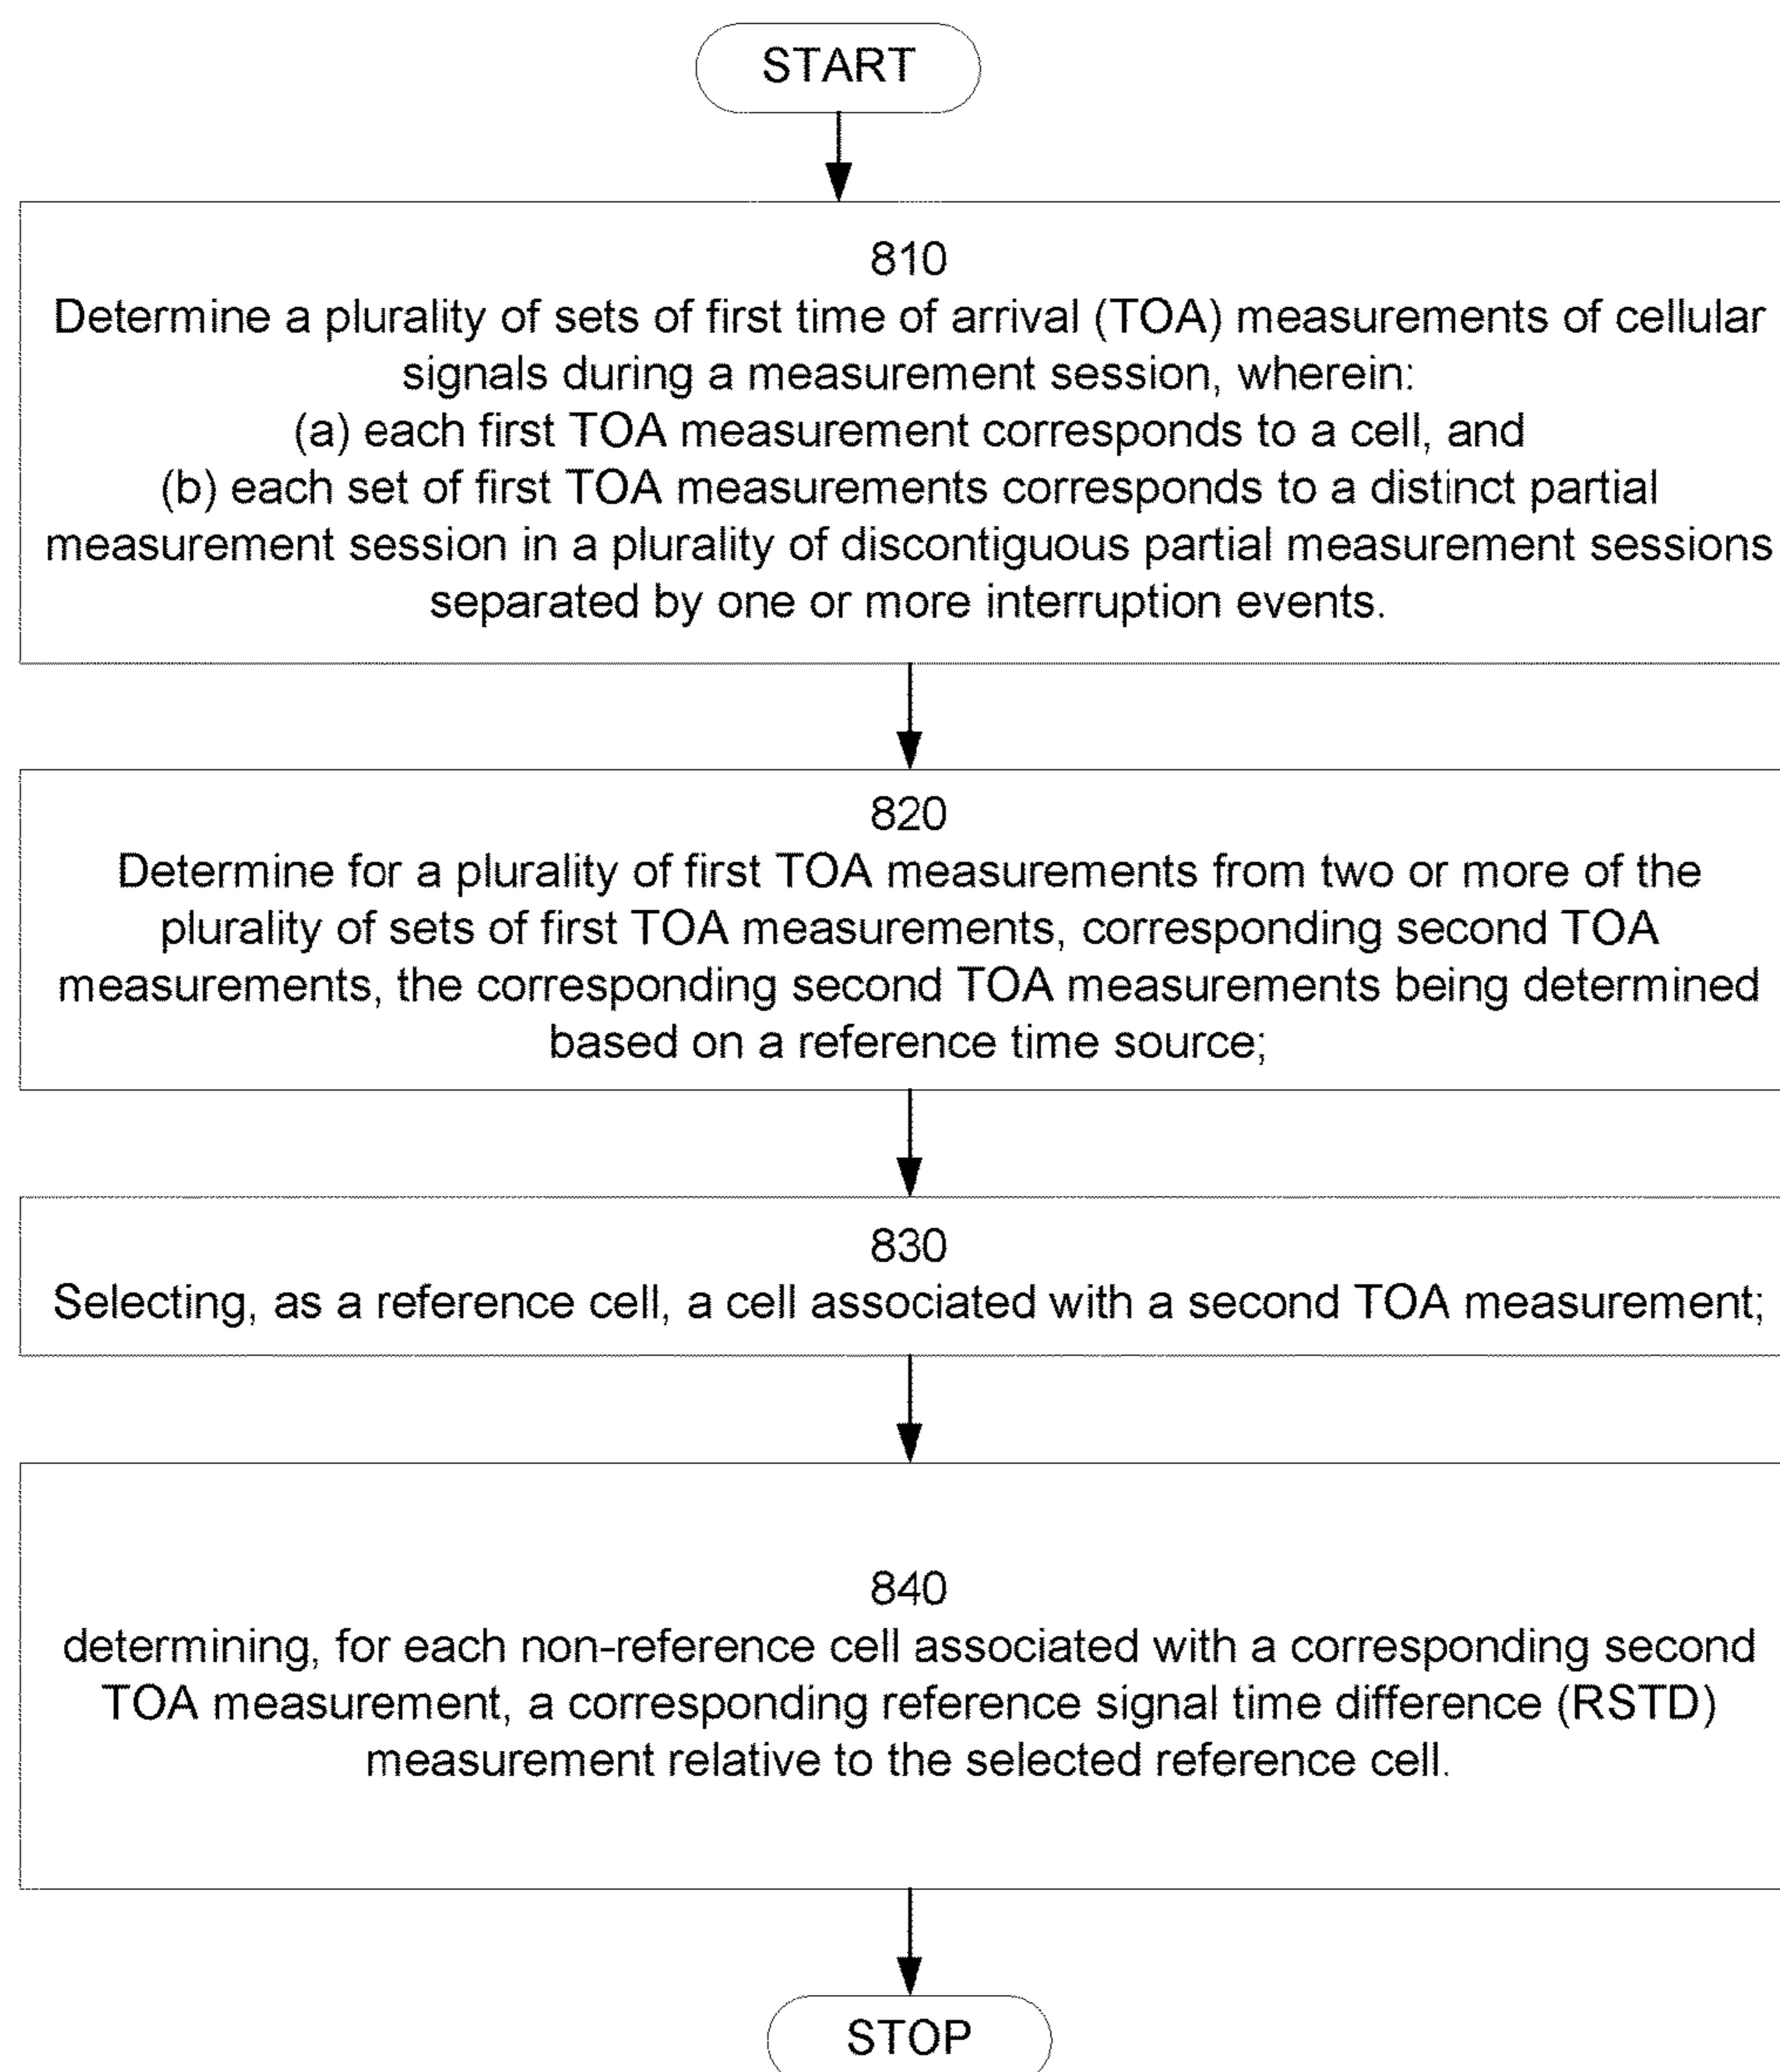 START
810
Determine a plurality of sets of first time of arrival (TOA) measurements of cellular
signals during a measurement session, wherein:
(a) each first TOA measurement corresponds to a cell, and
(b) each set of first TOA measurements corresponds to a distinct partial
measurement session in a plurality of discontiguous partial measurement sessions
separated by one or more interruption events.
820
Determine for a plurality of first TOA measurements from two or more of the
plurality of sets of first TOA measurements, corresponding second TOA
measurements, the corresponding second TOA measurements being determined
based on a reference time source;
830
Selecting, as a reference cell, a cell associated with a second TOA measurement;
840
determining, for each non-reference cell associated with a corresponding second
TOA measurement, a corresponding reference signal time difference (RSTD)
measurement relative to the selected reference cell.
STOP